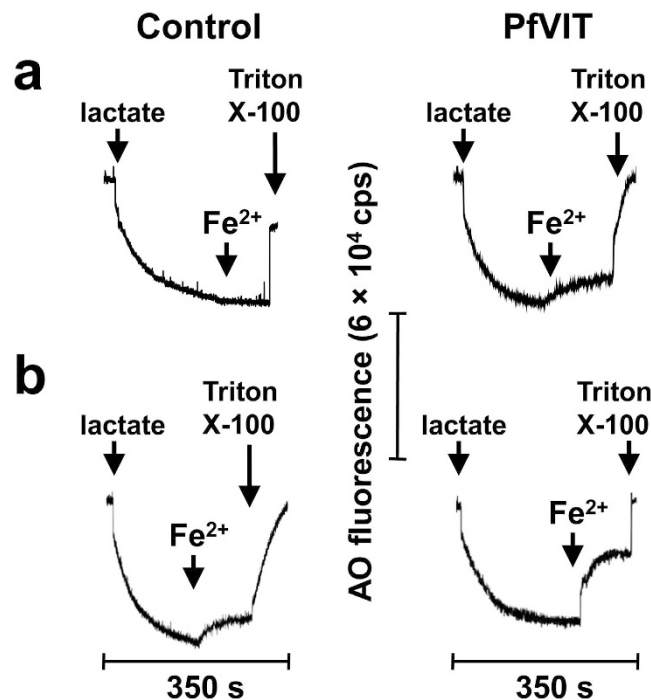 Control
PfVIT
a
Triton
X-100
lactate
Fe²⁺
Triton
X-100
lactate
Fe²⁺
AO fluorescence (6 × 10⁴ cps)
b
Triton
X-100
lactate
Fe²⁺
350 s
Triton
X-100
lactate
Fe²⁺
350 s